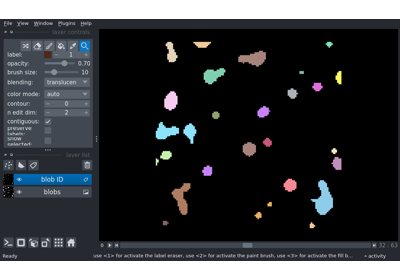 File View Window Plugins Help
layer controls
label: 1
opacity: 0.70
brush size: 10
blending: translucen
color mode: auto
contour: 0
n edit dim: 2
contiguous:
preserve labels:
show selected:
layer list
blob ID
blobs
32 63
Ready
use <1> for activate the label eraser, use <2> for activate the paint brush, use <3> for activate the fill b...
activity